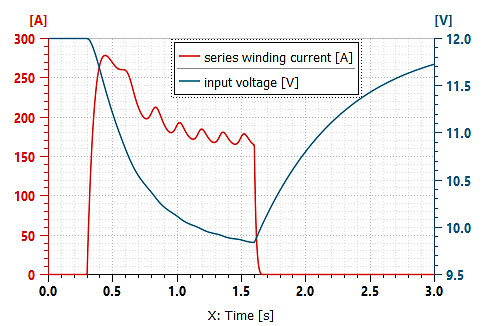 [A] [V]
series winding current [A]
input voltage [V]
300 12.0
250 11.5
200
150 11.0
100 10.5
50 10.0
0 9.5
0.0 0.5 1.0 1.5 2.0 2.5 3.0
X: Time [s]